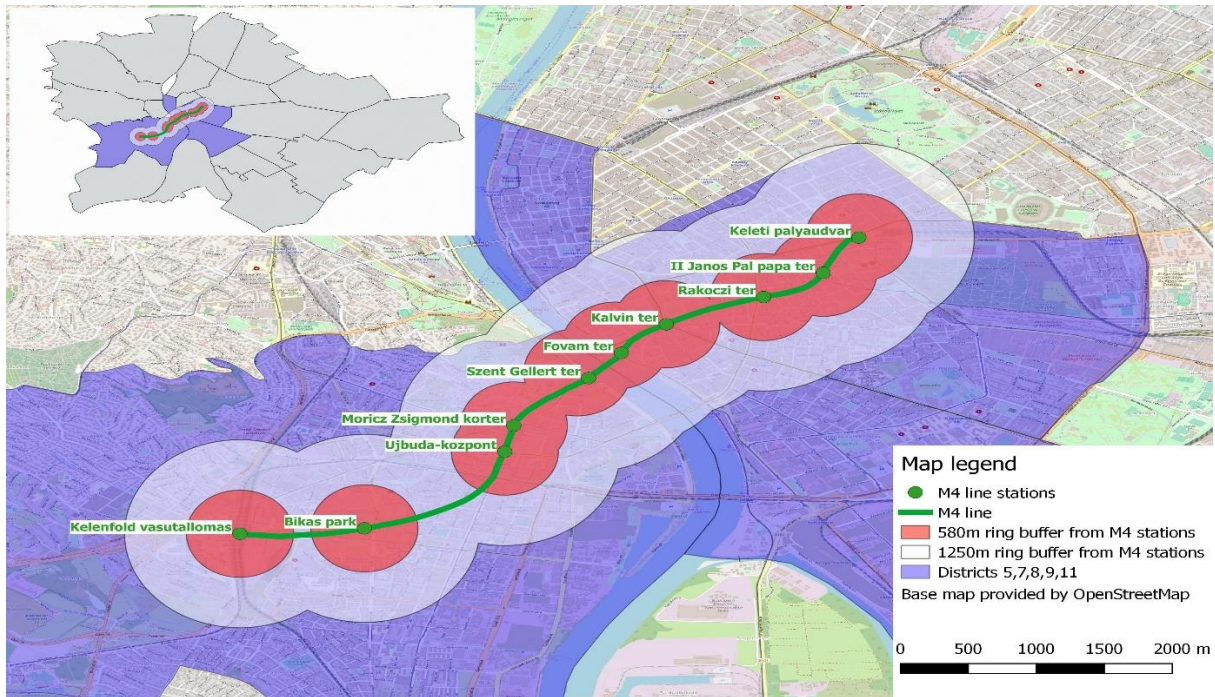 Keleti palyaudvar
II Janos Pal papa ter
Rakoczi ter
Kalvin ter
Fovam ter
Szent Gellert ter
Moricz Zsigmond korter
Ujbuda-kozpont
Bikas park
Kelenfold vasutallomas
Map legend
M4 line stations
M4 line
580m ring buffer from M4 stations
1250m ring buffer from M4 stations
Districts 5,7,8,9,11
Base map provided by OpenStreetMap
0 500 1000 1500 2000 m